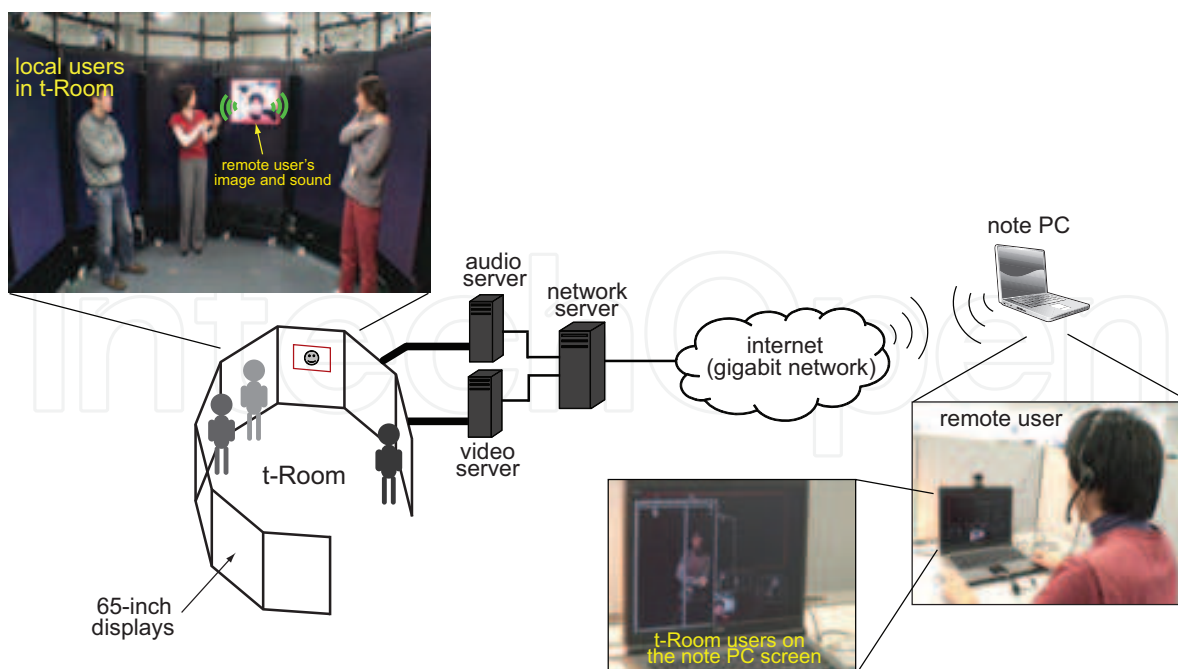 local users
in t-Room
remote user's
image and sound
audio
server
network
server
note PC
internet
(gigabit network)
remote user
video
server
t-Room
65-inch
displays
t-Room users on
the note PC screen
IntechOpen